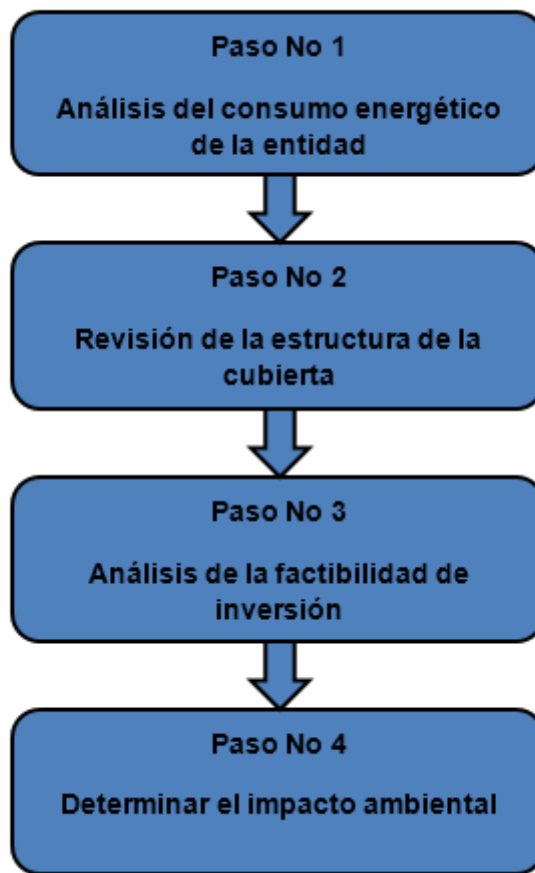 Paso No 1
Análisis del consumo energético
de la entidad
Paso No 2
Revisión de la estructura de la
cubierta
Paso No 3
Análisis de la factibilidad de
inversión
Paso No 4
Determinar el impacto ambiental